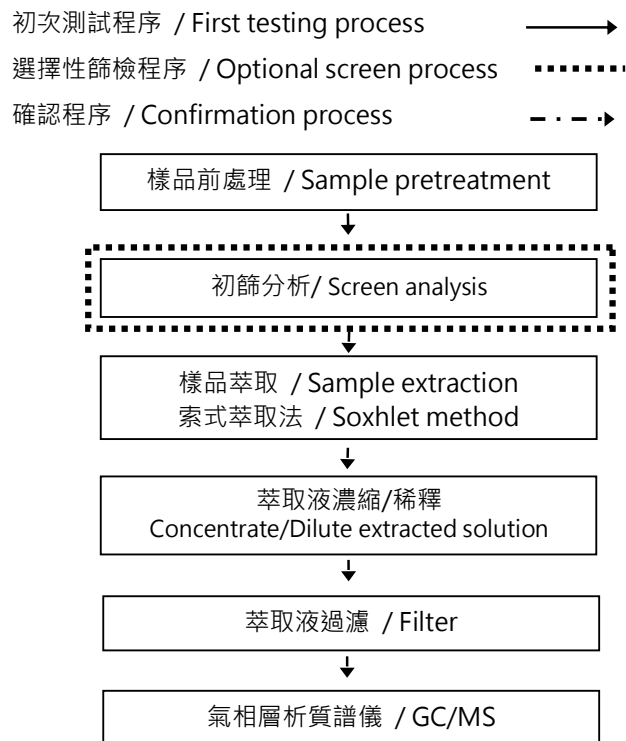 初次測試程序 / First testing process
選擇性篩檢程序 / Optional screen process
確認程序 / Confirmation process
樣品前處理 / Sample pretreatment
初篩分析/ Screen analysis
樣品萃取 / Sample extraction
索式萃取法 / Soxhlet method
萃取液濃縮/稀釋
Concentrate/Dilute extracted solution
萃取液過濾 / Filter
氣相層析質譜儀 / GC/MS